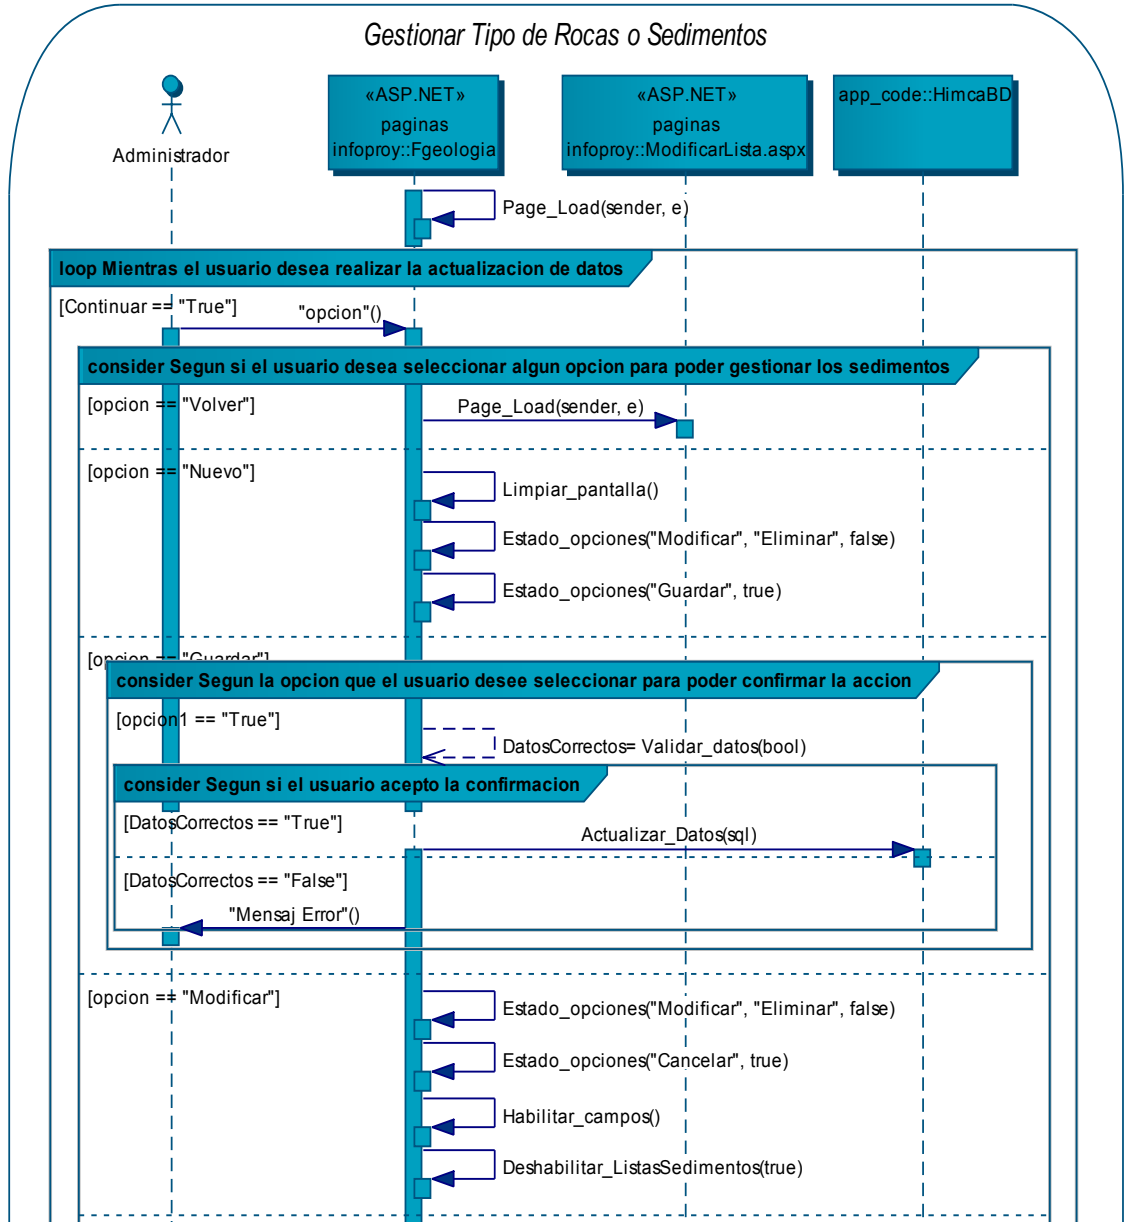 Gestionar Tipo de Rocas o Sedimentos
Administrador
«ASP.NET»
paginas
infoproy::Fgeologia
«ASP.NET»
paginas
infoproy::ModificarLista.aspx
app_code::HimcaBD
Page_Load(sender, e)
loop Mientras el usuario desea realizar la actualizacion de datos
[Continuar == "True"]
"opcion"()
consider Segun si el usuario desea seleccionar algun opcion para poder gestionar los sedimentos
[opcion == "Volver"]
Page_Load(sender, e)
[opcion == "Nuevo"]
Limpiar_pantalla()
Estado_opciones("Modificar", "Eliminar", false)
Estado_opciones("Guardar", true)
[opcion == "Guardar"]
consider Segun la opcion que el usuario desee seleccionar para poder confirmar la accion
[opcion1 == "True"]
DatosCorrectos= Validar_datos(bool)
consider Segun si el usuario acepto la confirmacion
[DatosCorrectos == "True"]
Actualizar_Datos(sql)
[DatosCorrectos == "False"]
"Mensaj Error"()
[opcion == "Modificar"]
Estado_opciones("Modificar", "Eliminar", false)
Estado_opciones("Cancelar", true)
Habilitar_campos()
Deshabilitar_ListasSedimentos(true)